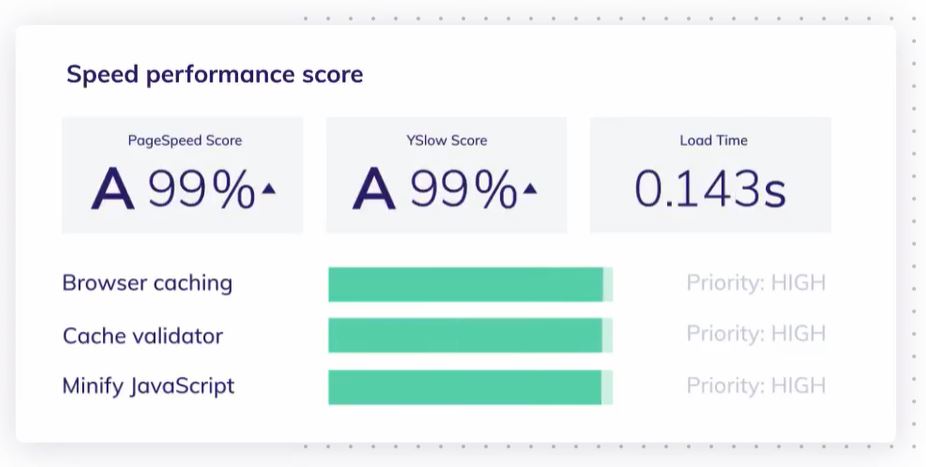 Speed performance score
PageSpeed Score
A 99%▲
YSlow Score
A 99%▲
Load Time
0.143s
Browser caching
Priority: HIGH
Cache validator
Priority: HIGH
Minify JavaScript
Priority: HIGH